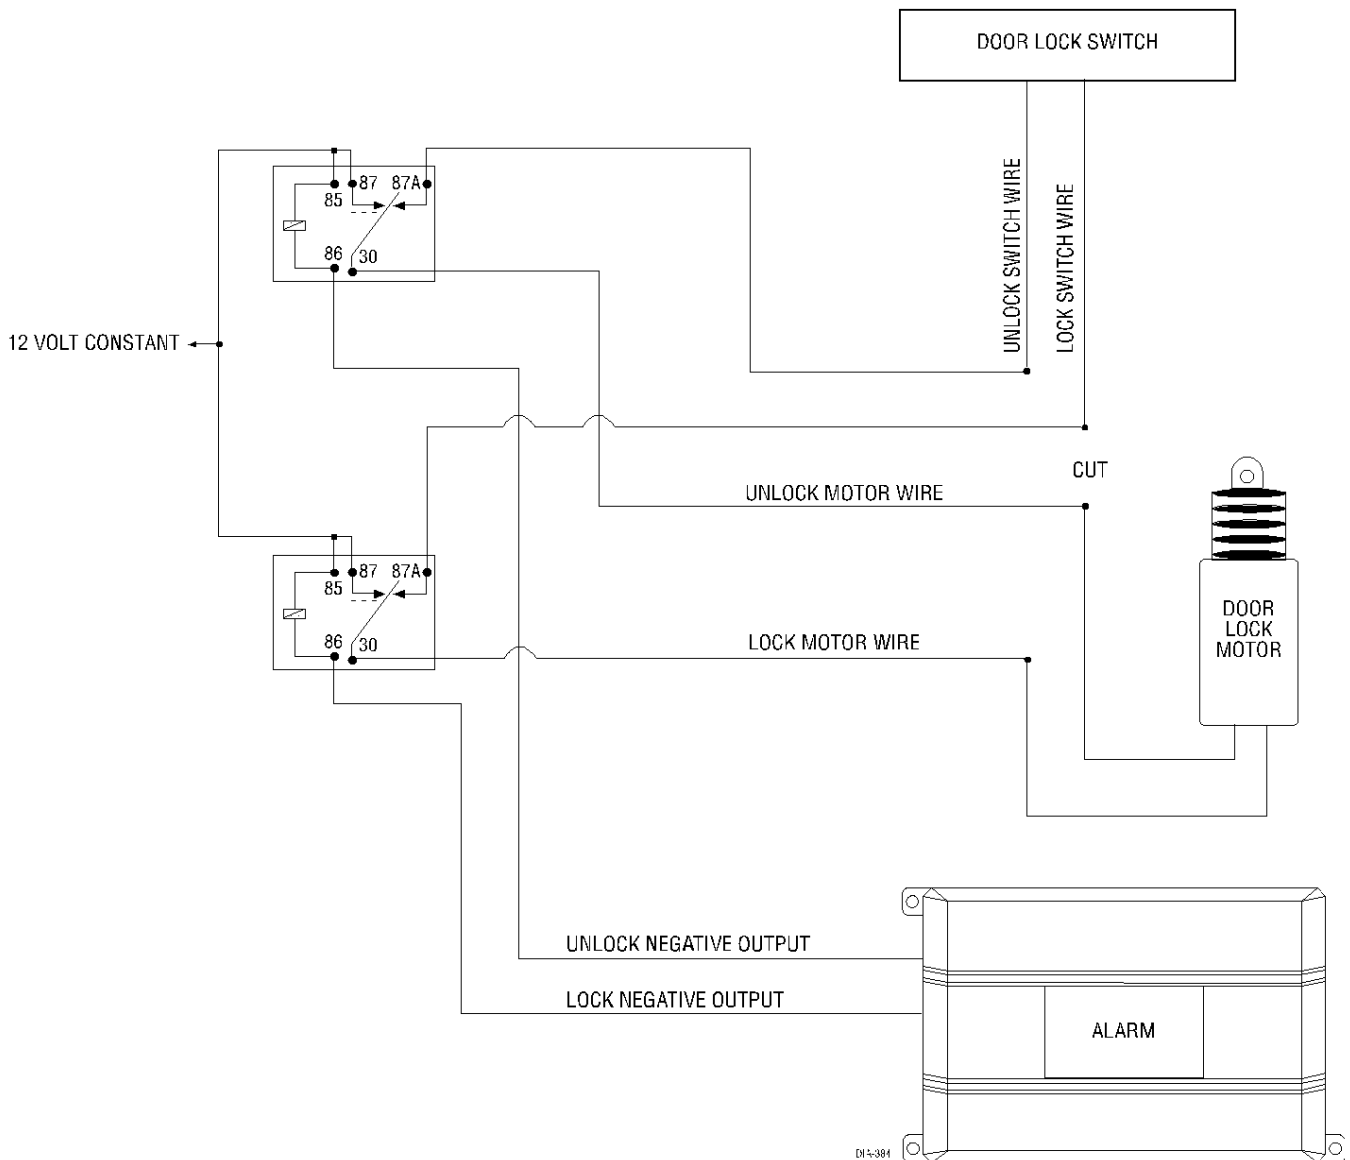 DOOR LOCK SWITCH
UNLOCK SWITCH WIRE
LOCK SWITCH WIRE
87 87A
85
86 30
12 VOLT CONSTANT
CUT
UNLOCK MOTOR WIRE
87 87A
85
86 30
LOCK MOTOR WIRE
DOOR
LOCK
MOTOR
UNLOCK NEGATIVE OUTPUT
LOCK NEGATIVE OUTPUT
ALARM
DIA-384